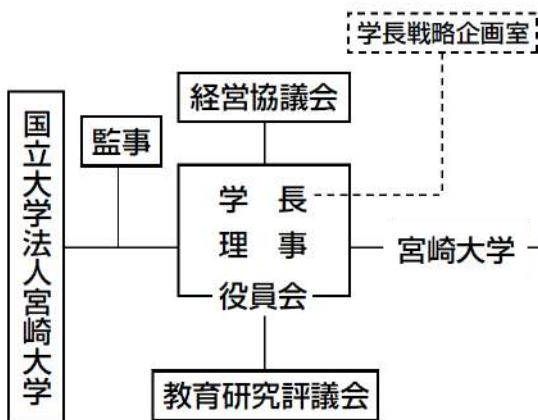 学長戦略企画室
経営協議会
監事
国立大学法人宮崎大学
学　長
理　事
役員会
宮崎大学
教育研究評議会